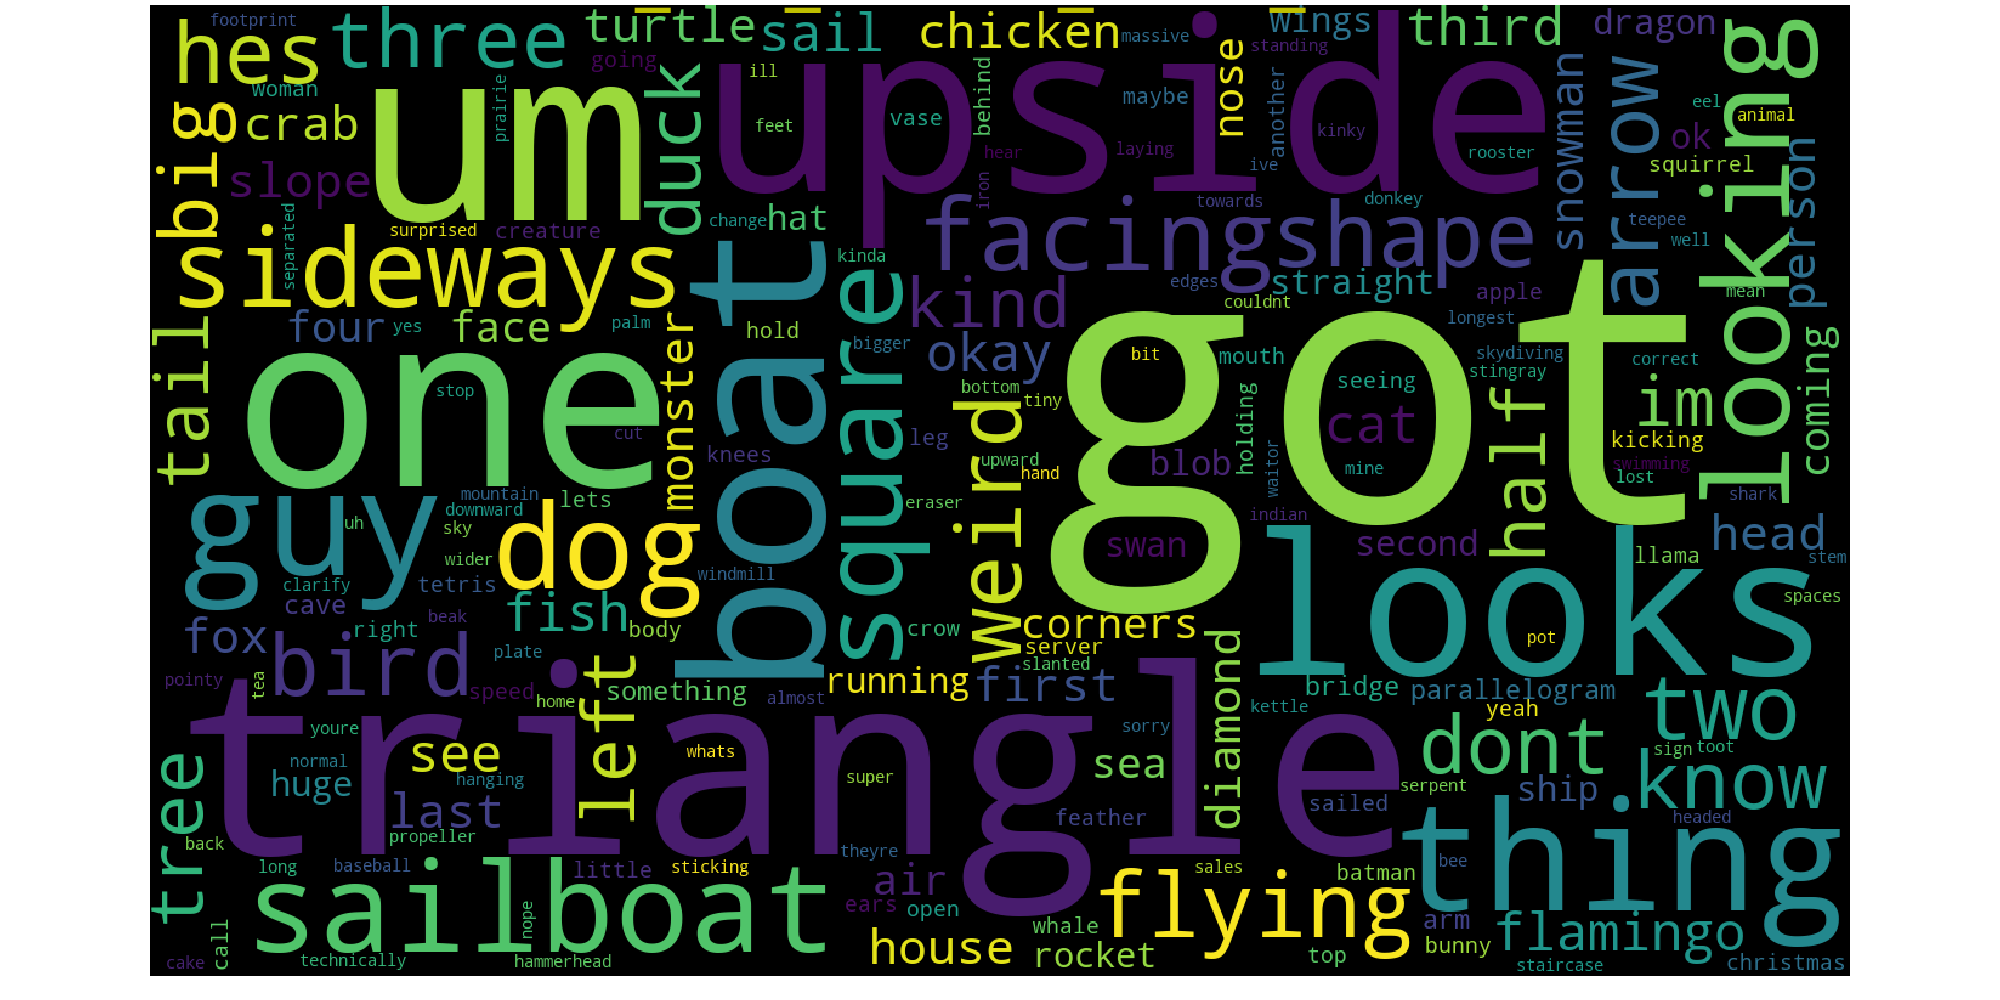 footprint
hes
three
turtle
sail
chicken
massive
wings
third
dragon
looking
woman
going
ill
standing
um
upside
prairie
duck
feet
vase
behind
maybe
nose
another
kinky
rooster
snowman
arrow
ok
eel
animal
squirrel
person
big
crab
slope
hear
laying
ive
iron
towards
donkey
teepee
well
separated
surprised
creature
change
hat
kinda
facing
shape
sideways
boat
square
kind
edges
straight
couldnt
apple
mean
tail
four
yes
face
palm
monster
hold
bigger
okay
got
bit
mouth
longest
skydiving
stingray
correct
coming
one
stop
cut
knees
leg
bottom
tiny
weird
upward
hand
holding
blob
seeing
cat
mine
half
im
kicking
swimming
lost
shark
guy
uh
mountain
downward
sky
wider
lets
dog
eraser
waitor
indian
swan
second
looks
llama
head
stem
spaces
clarify
cave
tetris
beak
windmill
fish
body
crow
corners
server
slanted
pot
fox
right
bird
plate
pointy
tea
speed
home
left
something
almost
running
first
sorry
diamond
bridge
kettle
parallelogram
yeah
two
triangle
youre
normal
huge
see
hanging
whats
super
sea
dont
sign
toot
know
tree
last
feather
sailed
serpent
ship
headed
thing
back
propeller
long
baseball
little
sticking
theyre
air
sales
batman
bee
sailboat
call
nope
ears
open
flying
arm
flamingo
cake
technically
hammerhead
house
whale
rocket
top
bunny
staircase
christmas